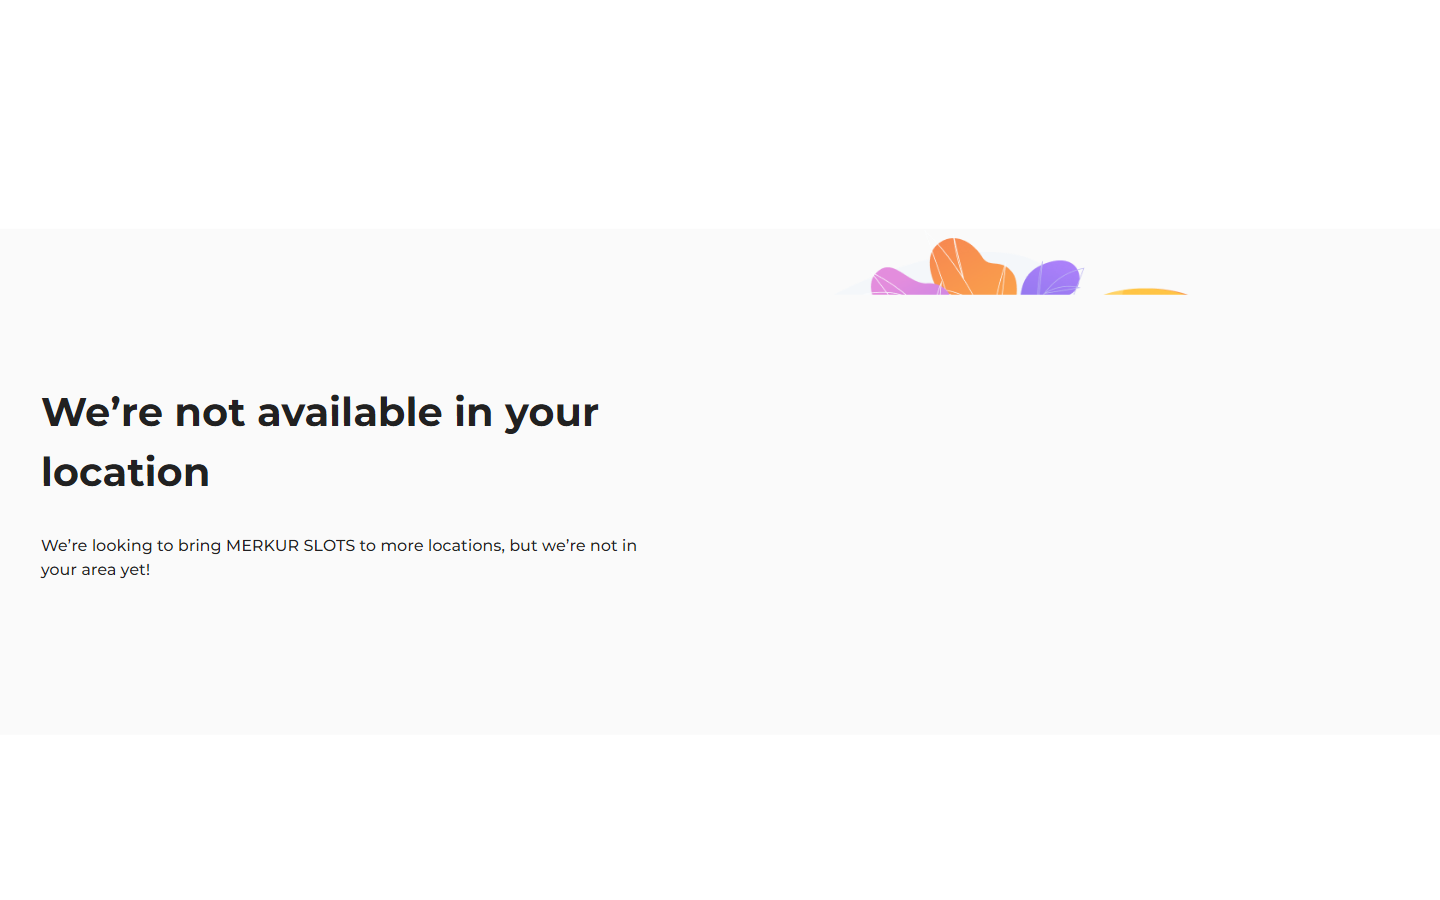 We’re not available in your
location
We’re looking to bring MERKUR SLOTS to more locations, but we’re not in
your area yet!